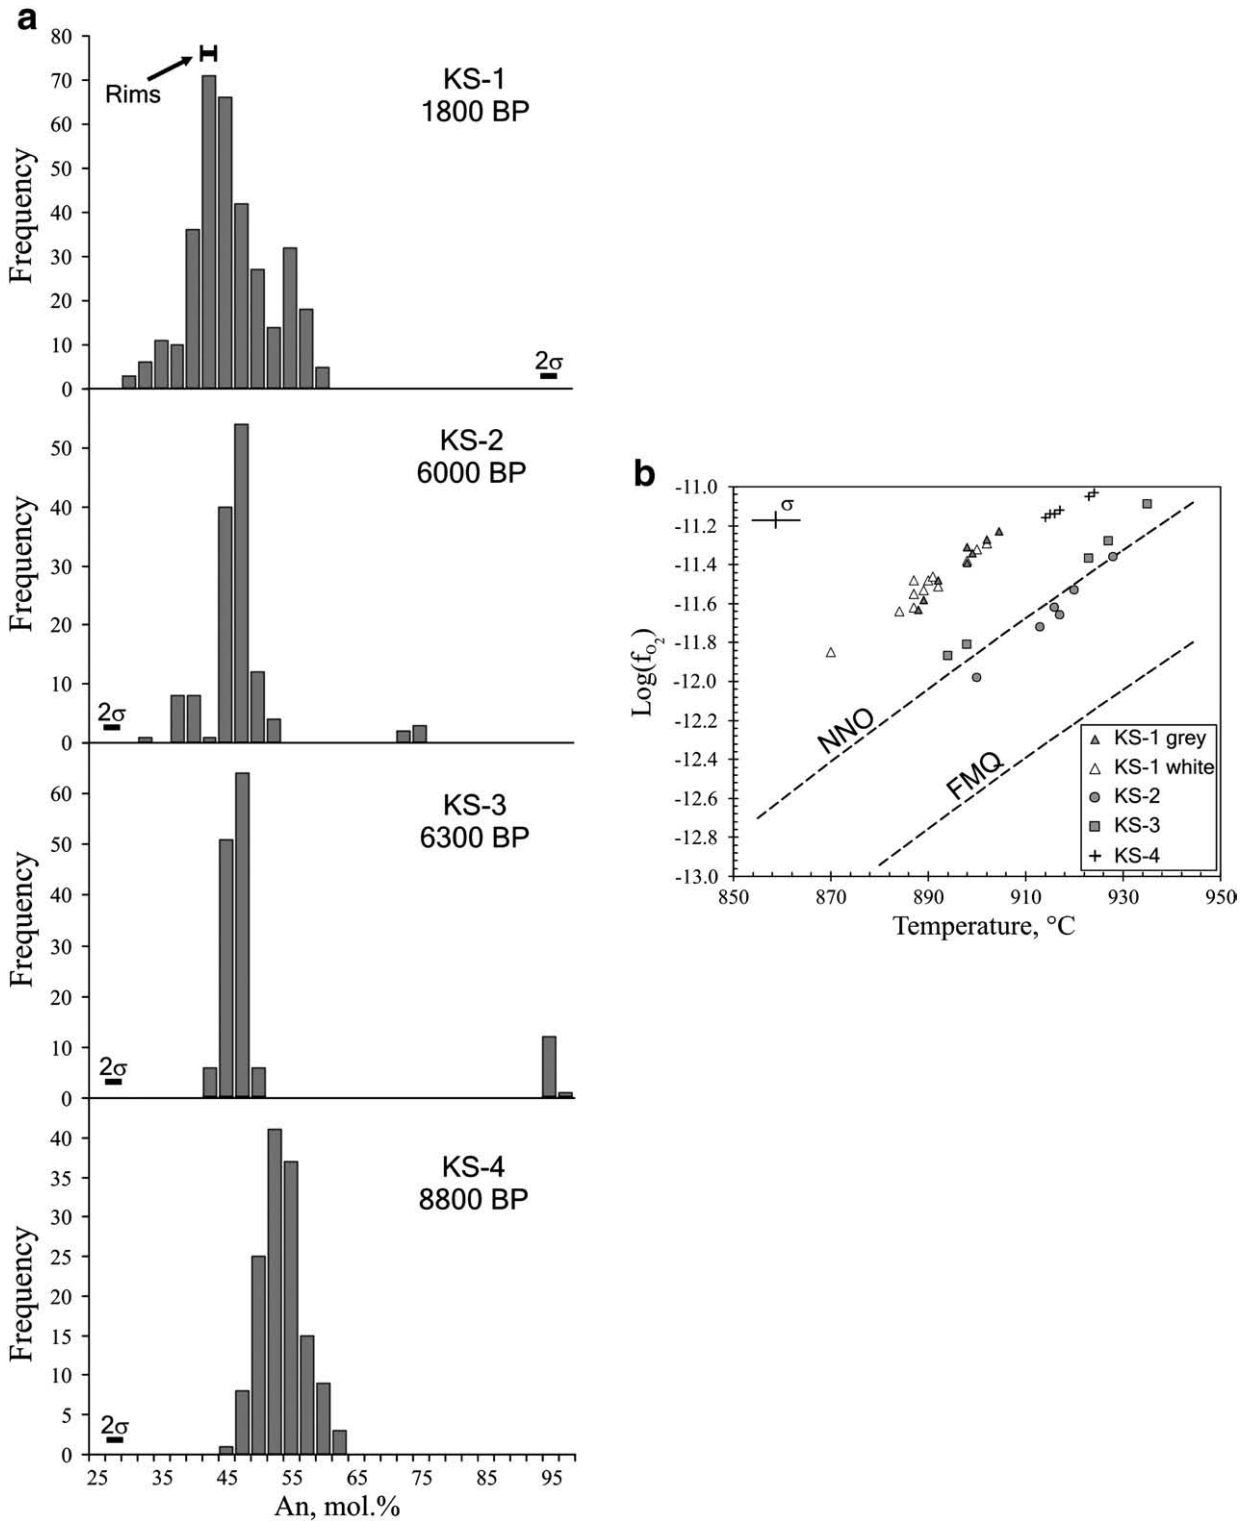 a
80
70
60
50
40
30
20
10
0
Frequency
Rims
KS-1
1800 BP
2σ
50
40
30
20
10
0
Frequency
KS-2
6000 BP
2σ
60
50
40
30
20
10
0
Frequency
KS-3
6300 BP
2σ
40
35
30
25
20
15
10
5
0
Frequency
KS-4
8800 BP
2σ
25 35 45 55 65 75 85 95
An, mol.%
b
-11.0
-11.2
-11.4
-11.6
-11.8
-12.0
-12.2
-12.4
-12.6
-12.8
-13.0
Log(fO2)
σ
NNO
FMQ
KS-1 grey
KS-1 white
KS-2
KS-3
KS-4
850 870 890 910 930 950
Temperature, °C